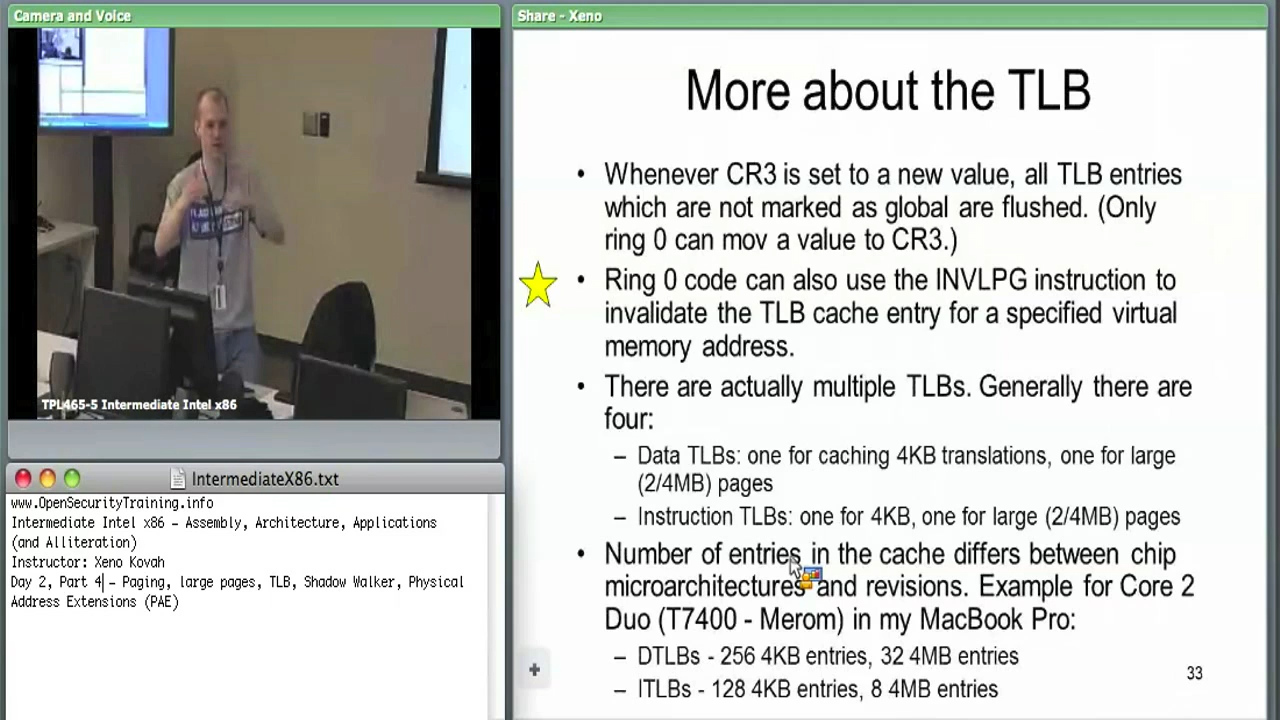 Camera and Voice
TPL465-5 Intermediate Intel x86
IntermediateX86.txt
www.OpenSecurityTraining.info
Intermediate Intel x86 – Assembly, Architecture, Applications
(and Alliteration)
Instructor: Xeno Kovah
Day 2, Part 4 – Paging, large pages, TLB, Shadow Walker, Physical
Address Extensions (PAE)
Share - Xeno
More about the TLB
• Whenever CR3 is set to a new value, all TLB entries
which are not marked as global are flushed. (Only
ring 0 can mov a value to CR3.)
• Ring 0 code can also use the INVLPG instruction to
invalidate the TLB cache entry for a specified virtual
memory address.
• There are actually multiple TLBs. Generally there are
four:
– Data TLBs: one for caching 4KB translations, one for large
(2/4MB) pages
– Instruction TLBs: one for 4KB, one for large (2/4MB) pages
• Number of entries in the cache differs between chip
microarchitectures and revisions. Example for Core 2
Duo (T7400 - Merom) in my MacBook Pro:
– DTLBs - 256 4KB entries, 32 4MB entries
– ITLBs - 128 4KB entries, 8 4MB entries
33